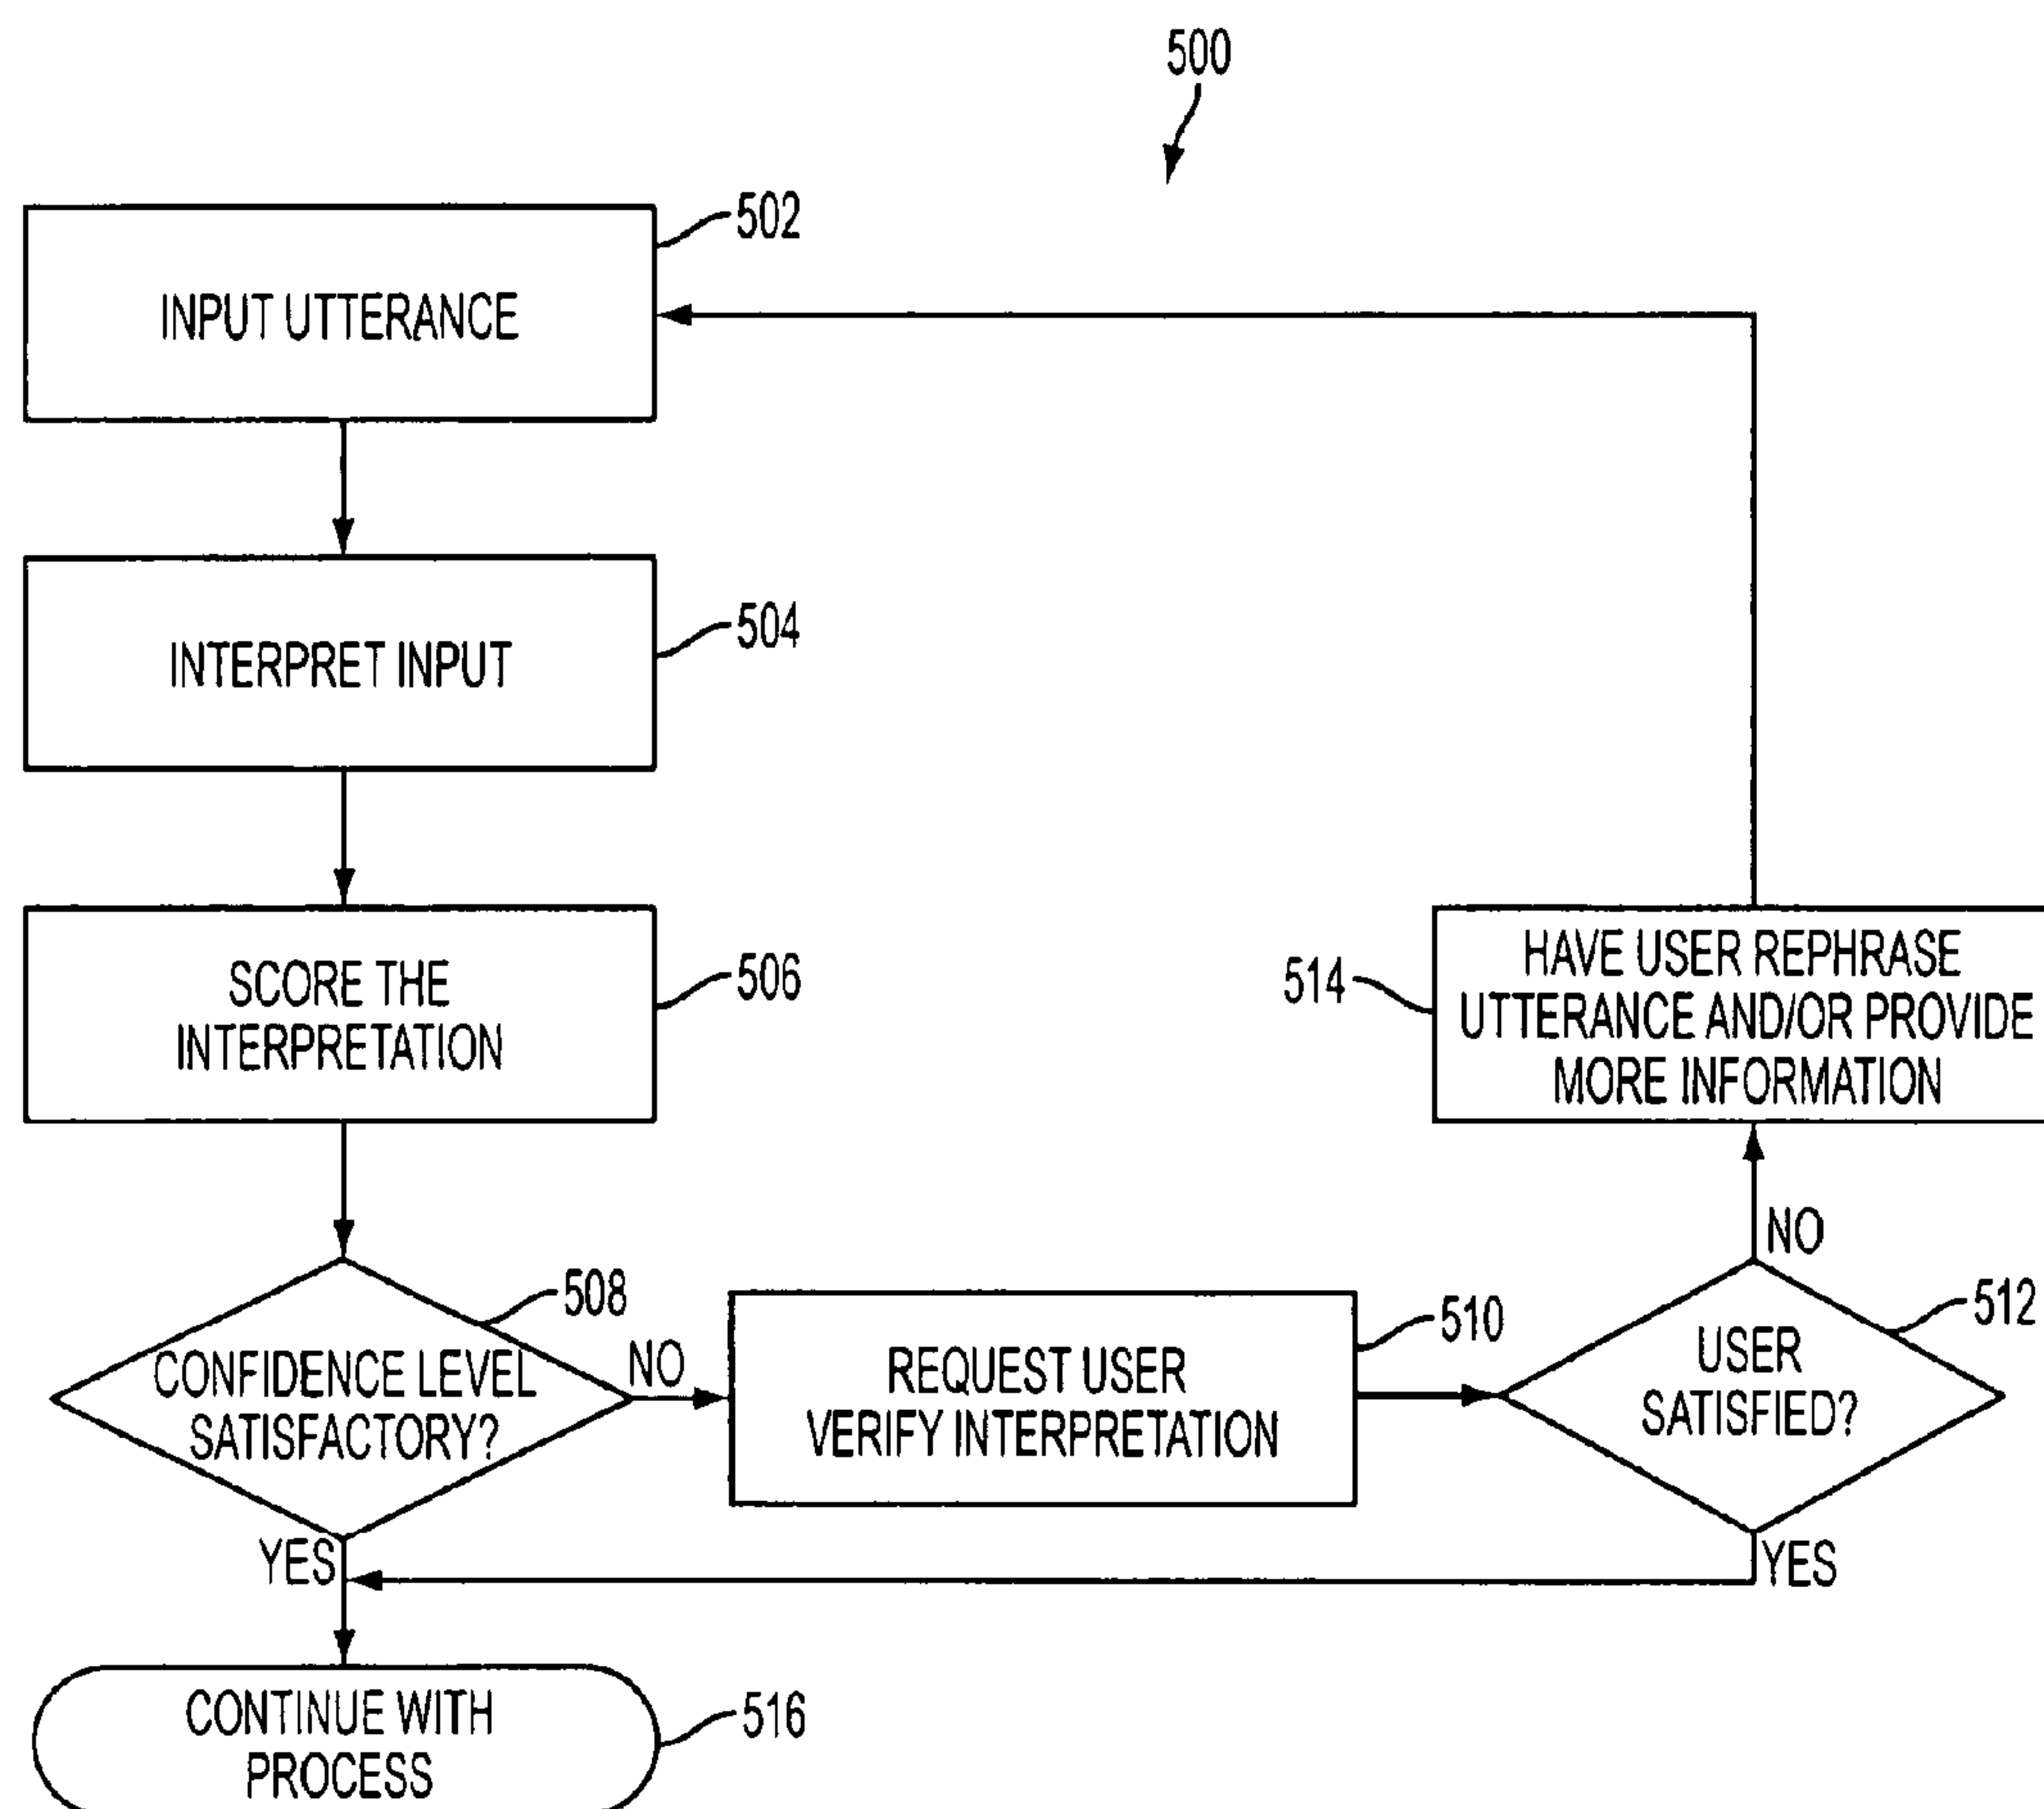 500
502
INPUT UTTERANCE
504
INTERPRET INPUT
506
SCORE THE
INTERPRETATION
514
HAVE USER REPHRASE
UTTERANCE AND/OR PROVIDE
MORE INFORMATION
508
CONFIDENCE LEVEL
SATISFACTORY?
NO
510
REQUEST USER
VERIFY INTERPRETATION
NO
512
USER
SATISFIED?
YES
YES
516
CONTINUE WITH
PROCESS